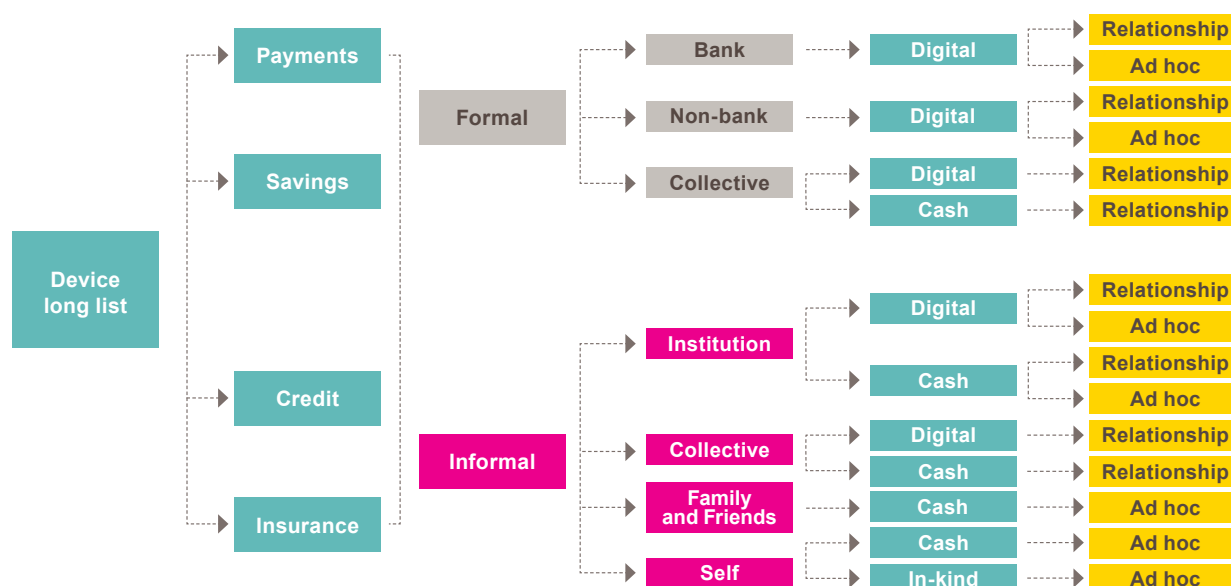 Device
long list
Payments
Savings
Credit
Insurance
Formal
Informal
Bank
Non-bank
Collective
Institution
Collective
Family
and Friends
Self
Digital
Digital
Digital
Cash
Digital
Cash
Digital
Cash
Cash
Cash
In-kind
Relationship
Ad hoc
Relationship
Ad hoc
Relationship
Relationship
Relationship
Ad hoc
Relationship
Ad hoc
Relationship
Relationship
Ad hoc
Ad hoc
Ad hoc